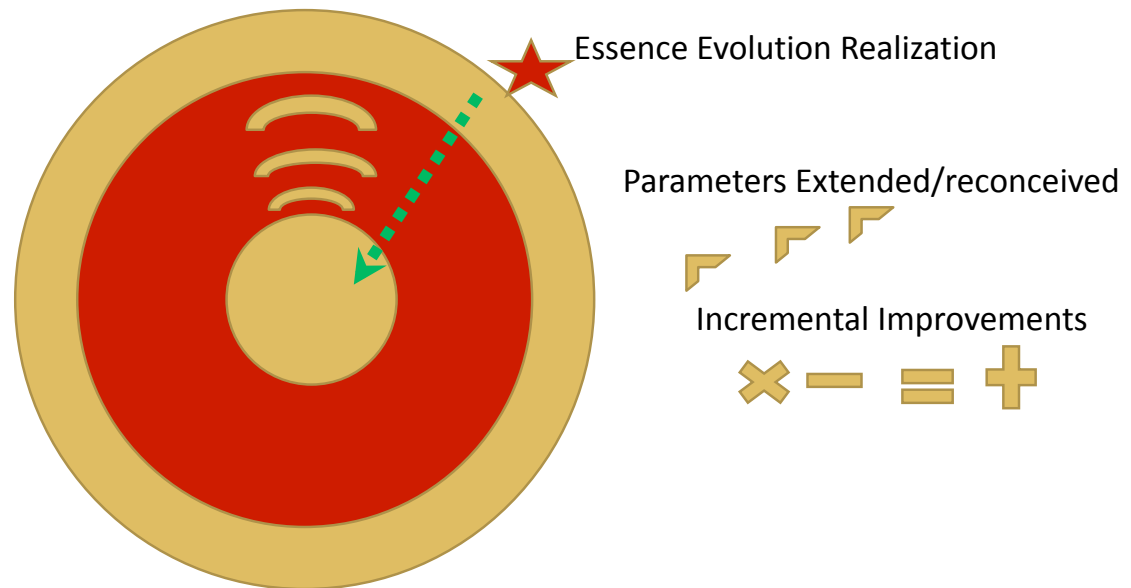 Essence Evolution Realization
Parameters Extended/reconceived
Incremental Improvements